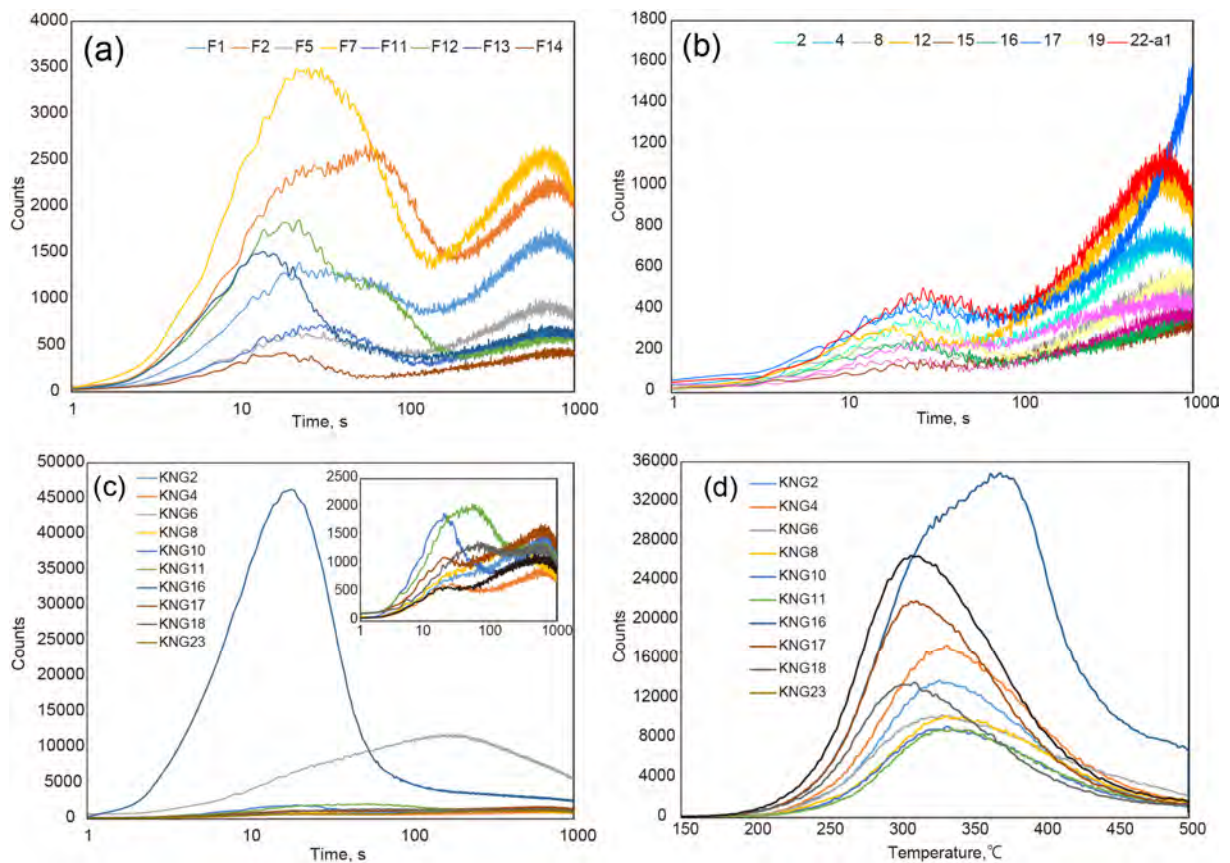 (a)
F1 F2 F5 F7 F11 F12 F13 F14
4000
3500
3000
2500
2000
1500
1000
500
0
Counts
1 10 100 1000
Time, s
(b)
2 4 8 12 15 16 17 19 22-a1
1800
1600
1400
1200
1000
800
600
400
200
0
Counts
1 10 100 1000
Time, s
(c)
KNG2
KNG4
KNG6
KNG8
KNG10
KNG11
KNG16
KNG17
KNG18
KNG23
50000
45000
40000
35000
30000
25000
20000
15000
10000
5000
0
Counts
1 10 100 1000
Time, s
2500
2000
1500
1000
500
0
1 10 100 1000
(d)
KNG2
KNG4
KNG6
KNG8
KNG10
KNG11
KNG16
KNG17
KNG18
KNG23
36000
32000
28000
24000
20000
16000
12000
8000
4000
0
Counts
150 200 250 300 350 400 450 500
Temperature,℃